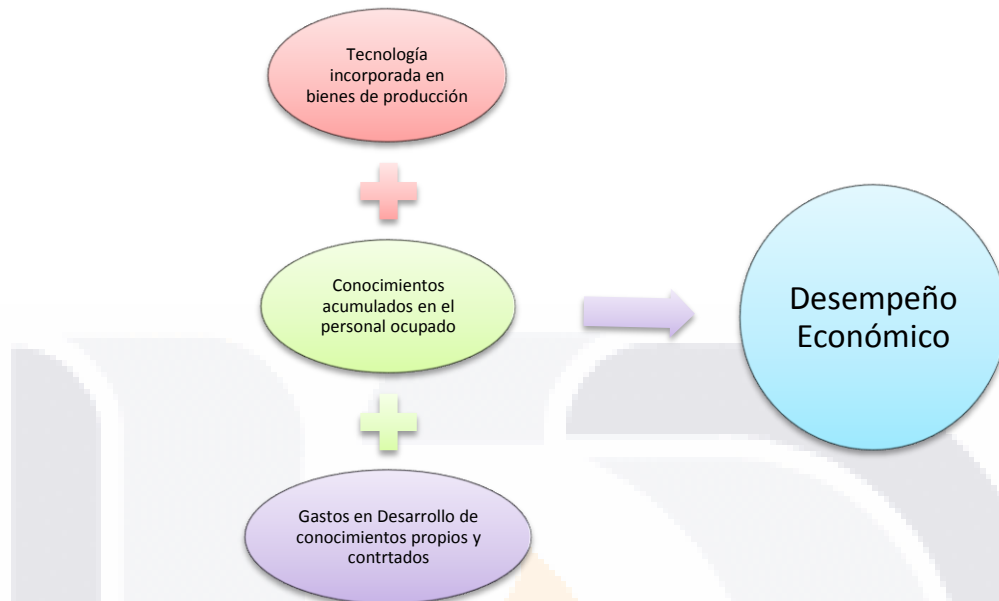 Tecnología
incorporada en
bienes de producción
Conocimientos
acumulados en el
personal ocupado
Desempeño
Económico
Gastos en Desarrollo de
conocimientos propios y
contrtados